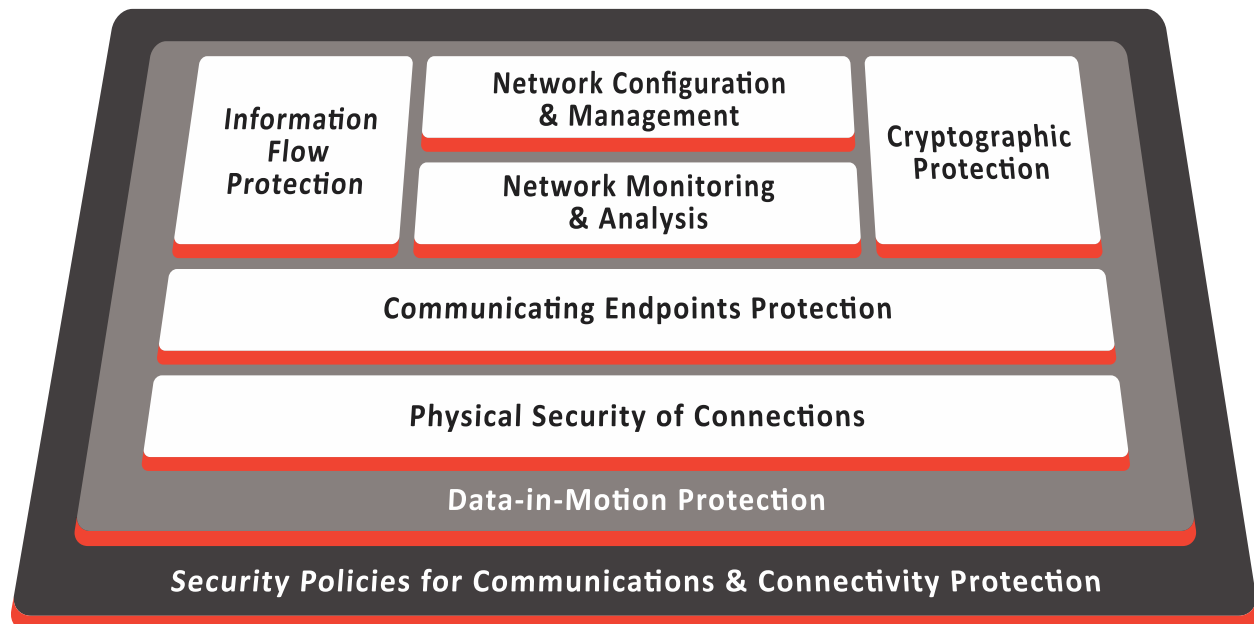 Information
Flow
Protection
Network Configuration
& Management
Network Monitoring
& Analysis
Cryptographic
Protection
Communicating Endpoints Protection
Physical Security of Connections
Data-in-Motion Protection
Security Policies for Communications & Connectivity Protection